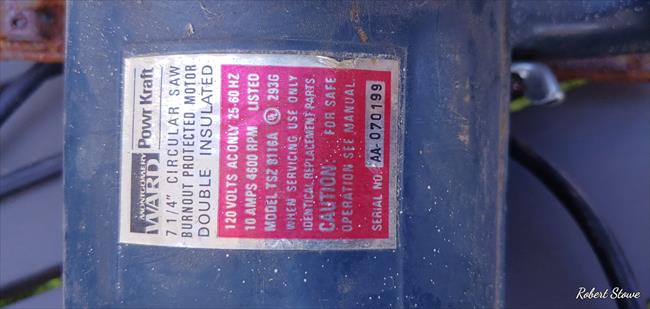 MONTGOMERY
WARD Powr Kraft
7 1/4" CIRCULAR SAW
BURNOUT PROTECTED MOTOR
DOUBLE INSULATED
120 VOLTS AC ONLY 25-60 HZ
10 AMPS 4600 RPM LISTED
MODEL TSZ 8116A UL 293G
WHEN SERVICING USE ONLY
IDENTICAL REPLACEMENT PARTS.
CAUTION FOR SAFE
OPERATION SEE MANUAL.
SERIAL NO. AA-070199
Robert Stowe